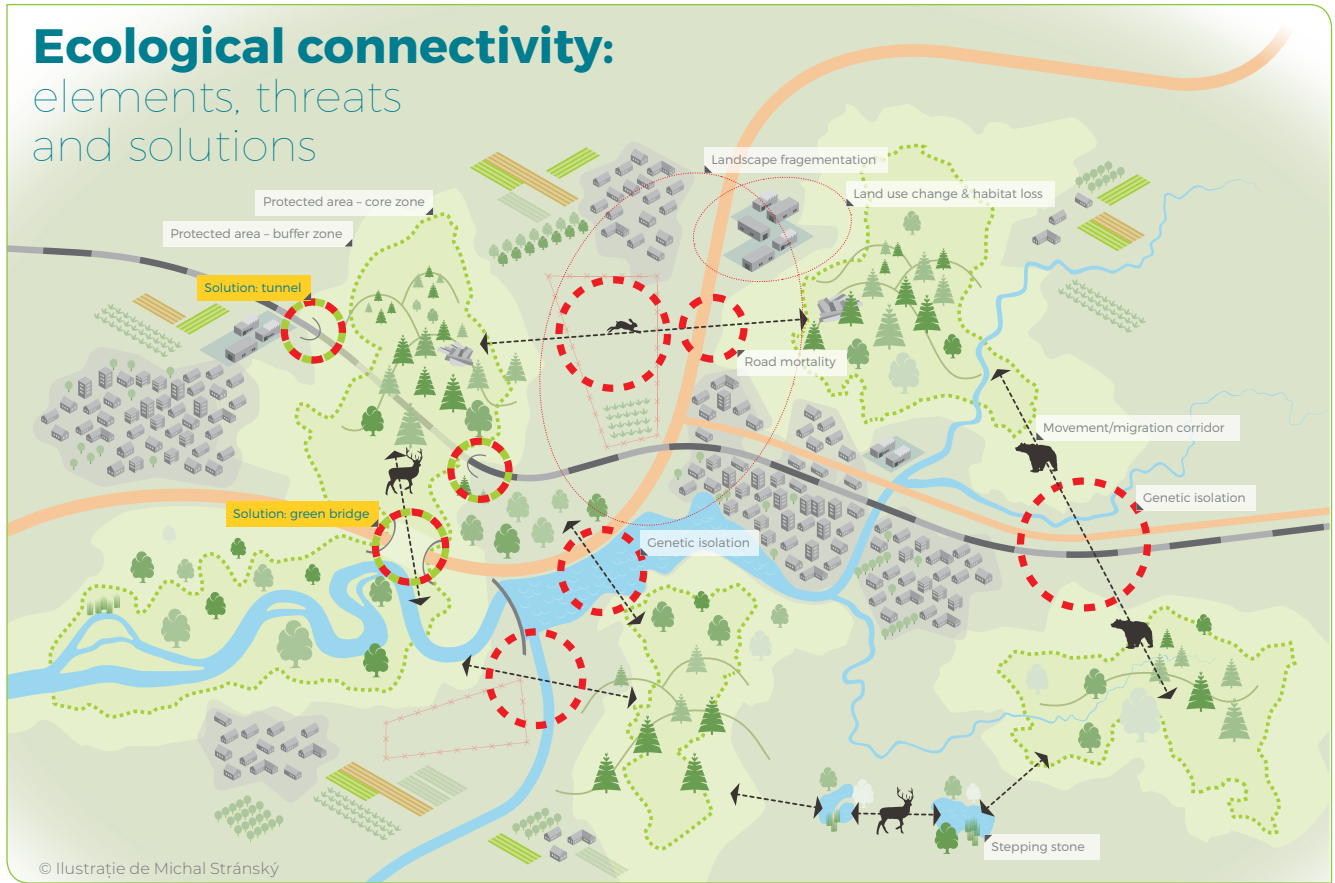 Ecological connectivity:
elements, threats
and solutions
Landscape fragementation
Land use change & habitat loss
Protected area – core zone
Protected area – buffer zone
Solution: tunnel
Road mortality
Movement/migration corridor
Genetic isolation
Solution: green bridge
Genetic isolation
Stepping stone
© Ilustrație de Michal Stránský